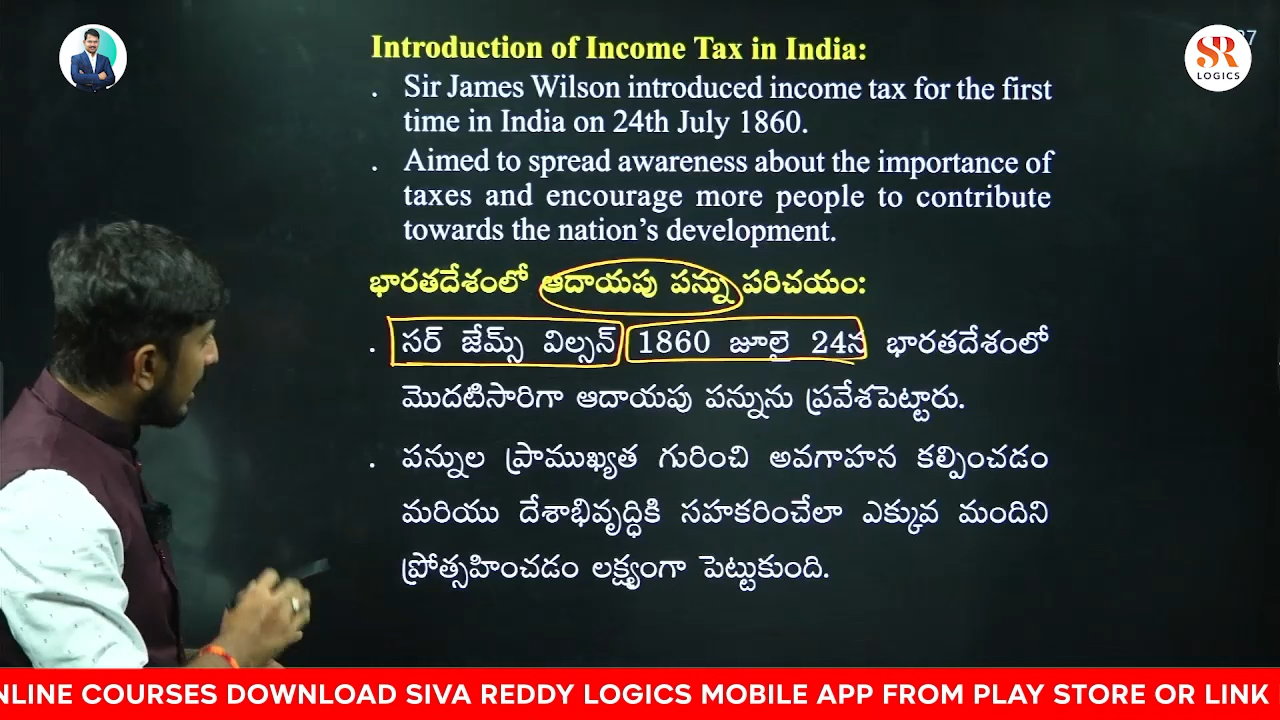 Introduction of Income Tax in India:
. Sir James Wilson introduced income tax for the first
time in India on 24th July 1860.
. Aimed to spread awareness about the importance of
taxes and encourage more people to contribute
towards the nation's development.
భారతదేశంలో ఆదాయపు పన్ను పరిచయం:
. సర్ జేమ్స్ విల్సన్ 1860 జూలై 24న భారతదేశంలో
మొదటిసారిగా ఆదాయపు పన్నును ప్రవేశపెట్టారు.
. పన్నుల ప్రాముఖ్యత గురించి అవగాహన కల్పించడం
మరియు దేశాభివృద్ధికి సహకరించేలా ఎక్కువ మందిని
ప్రోత్సహించడం లక్ష్యంగా పెట్టుకుంది.
SR
LOGICS
NLINE COURSES DOWNLOAD SIVA REDDY LOGICS MOBILE APP FROM PLAY STORE OR LINK